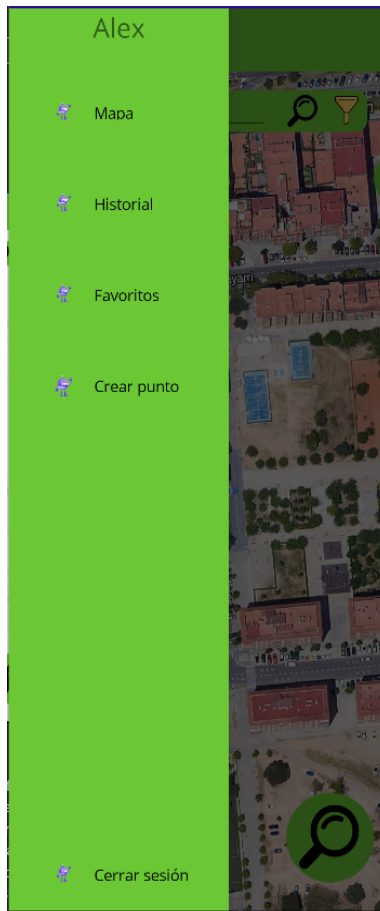 Alex
Mapa
Historial
Favoritos
Crear punto
Cerrar sesión